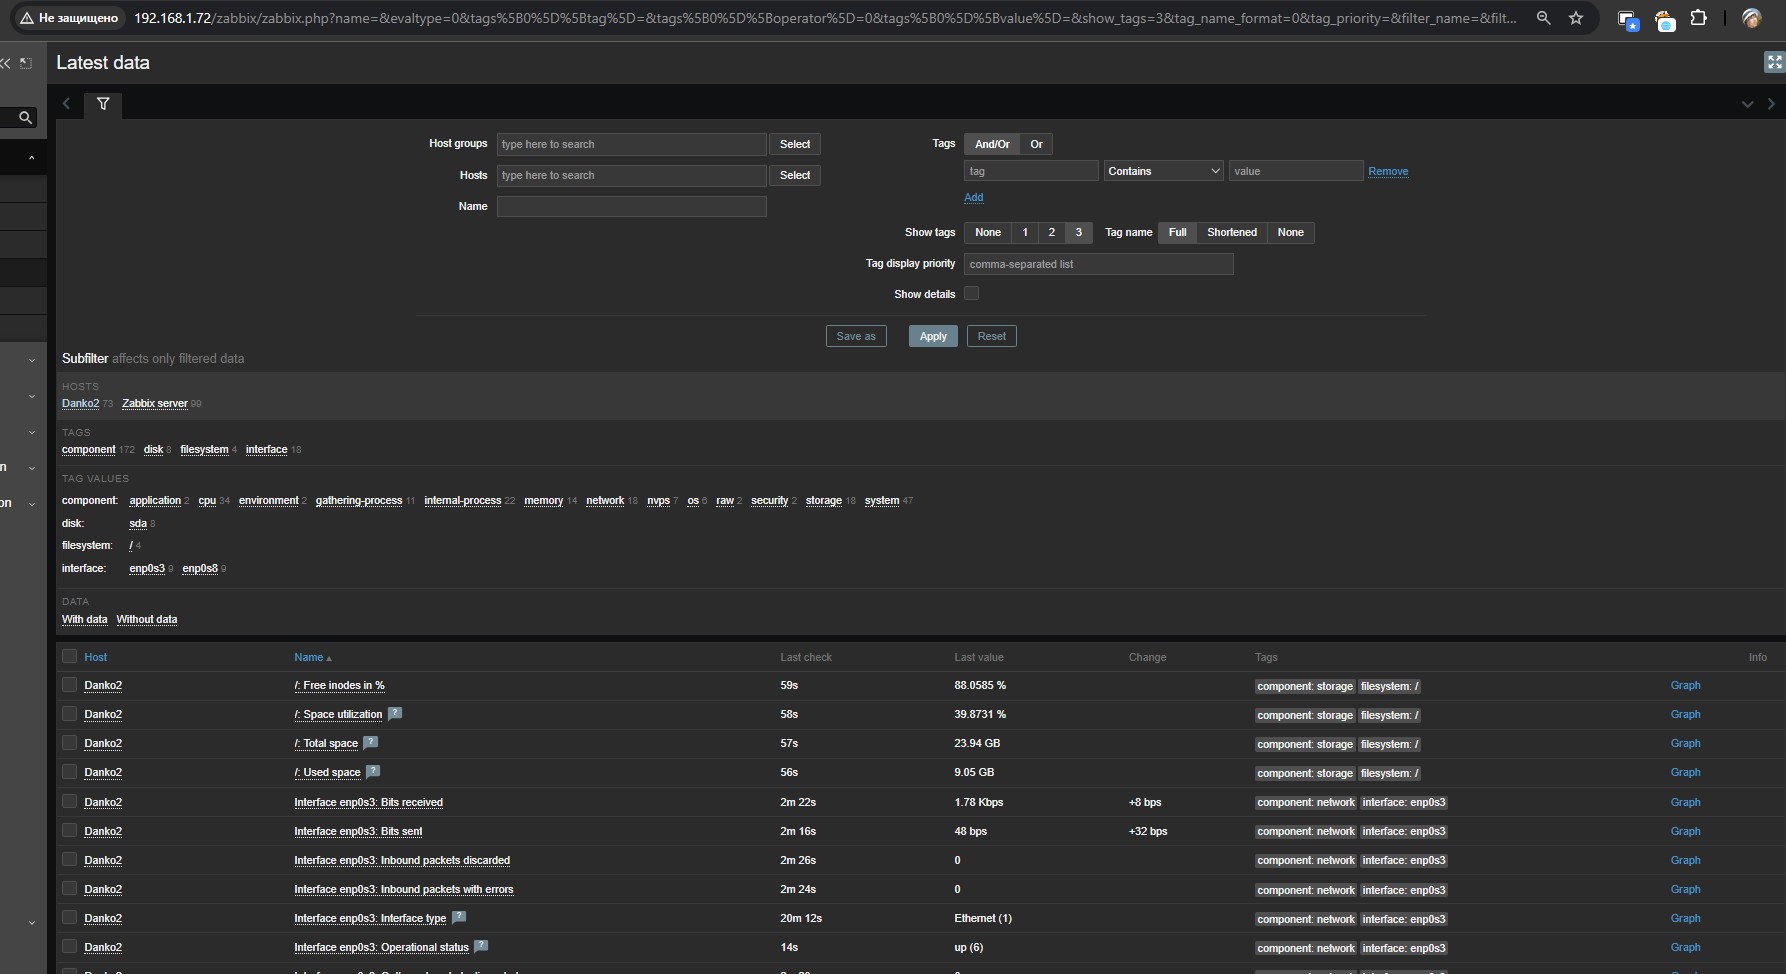 Не защищено
192.168.1.72/zabbix/zabbix.php?name=&evaltype=0&tags%5B0%5D%5Btag%5D=&tags%5B0%5D%5Boperator%5D=0&tags%5B0%5D%5Bvalue%5D=&show_tags=3&tag_name_format=0&tag_priority=&filter_name=&filt...
Latest data
Host groups type here to search Select
Tags And/Or Or
Hosts type here to search Select
tag Contains value Remove
Name
Add
Show tags None 1 2 3 Tag name Full Shortened None
Tag display priority comma-separated list
Show details
Save as Apply Reset
Subfilter affects only filtered data
HOSTS
Danko2 73 Zabbix server 99
TAGS
component 172 disk 8 filesystem 4 interface 18
n
TAG VALUES
component: application 2 cpu 34 environment 2 gathering-process 11 internal-process 22 memory 14 network 18 nvps 7 os 6 raw 2 security 2 storage 18 system 47
on
disk: sda 8
filesystem: / 4
interface: enp0s3 9 enp0s8 9
DATA
With data Without data
Host Name Last check Last value Change Tags Info
Danko2 /: Free inodes in % 59s 88.0585 % component: storage filesystem: / Graph
Danko2 /: Space utilization ? 58s 39.8731 % component: storage filesystem: / Graph
Danko2 /: Total space ? 57s 23.94 GB component: storage filesystem: / Graph
Danko2 /: Used space ? 56s 9.05 GB component: storage filesystem: / Graph
Danko2 Interface enp0s3: Bits received 2m 22s 1.78 Kbps +8 bps component: network interface: enp0s3 Graph
Danko2 Interface enp0s3: Bits sent 2m 16s 48 bps +32 bps component: network interface: enp0s3 Graph
Danko2 Interface enp0s3: Inbound packets discarded 2m 26s 0 component: network interface: enp0s3 Graph
Danko2 Interface enp0s3: Inbound packets with errors 2m 24s 0 component: network interface: enp0s3 Graph
Danko2 Interface enp0s3: Interface type ? 20m 12s Ethernet (1) component: network interface: enp0s3 Graph
Danko2 Interface enp0s3: Operational status ? 14s up (6) component: network interface: enp0s3 Graph